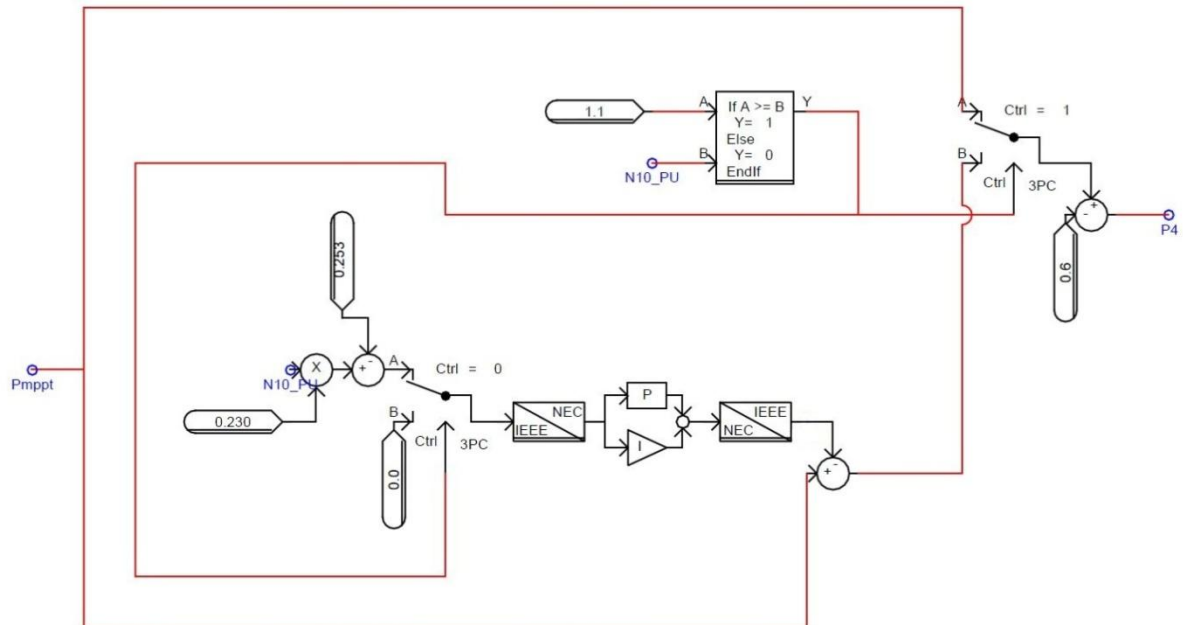 1.1
A
B
N10_PU
If A >= B
Y= 1
Else
Y= 0
EndIf
Y
A
Ctrl = 1
B
Ctrl
3PC
+
-
P4
0.6
0.253
Pmppt
N10_PU
X
0.230
+
-
A
Ctrl = 0
B
Ctrl
3PC
0.0
NEC
IEEE
P
I
IEEE
NEC
+
-